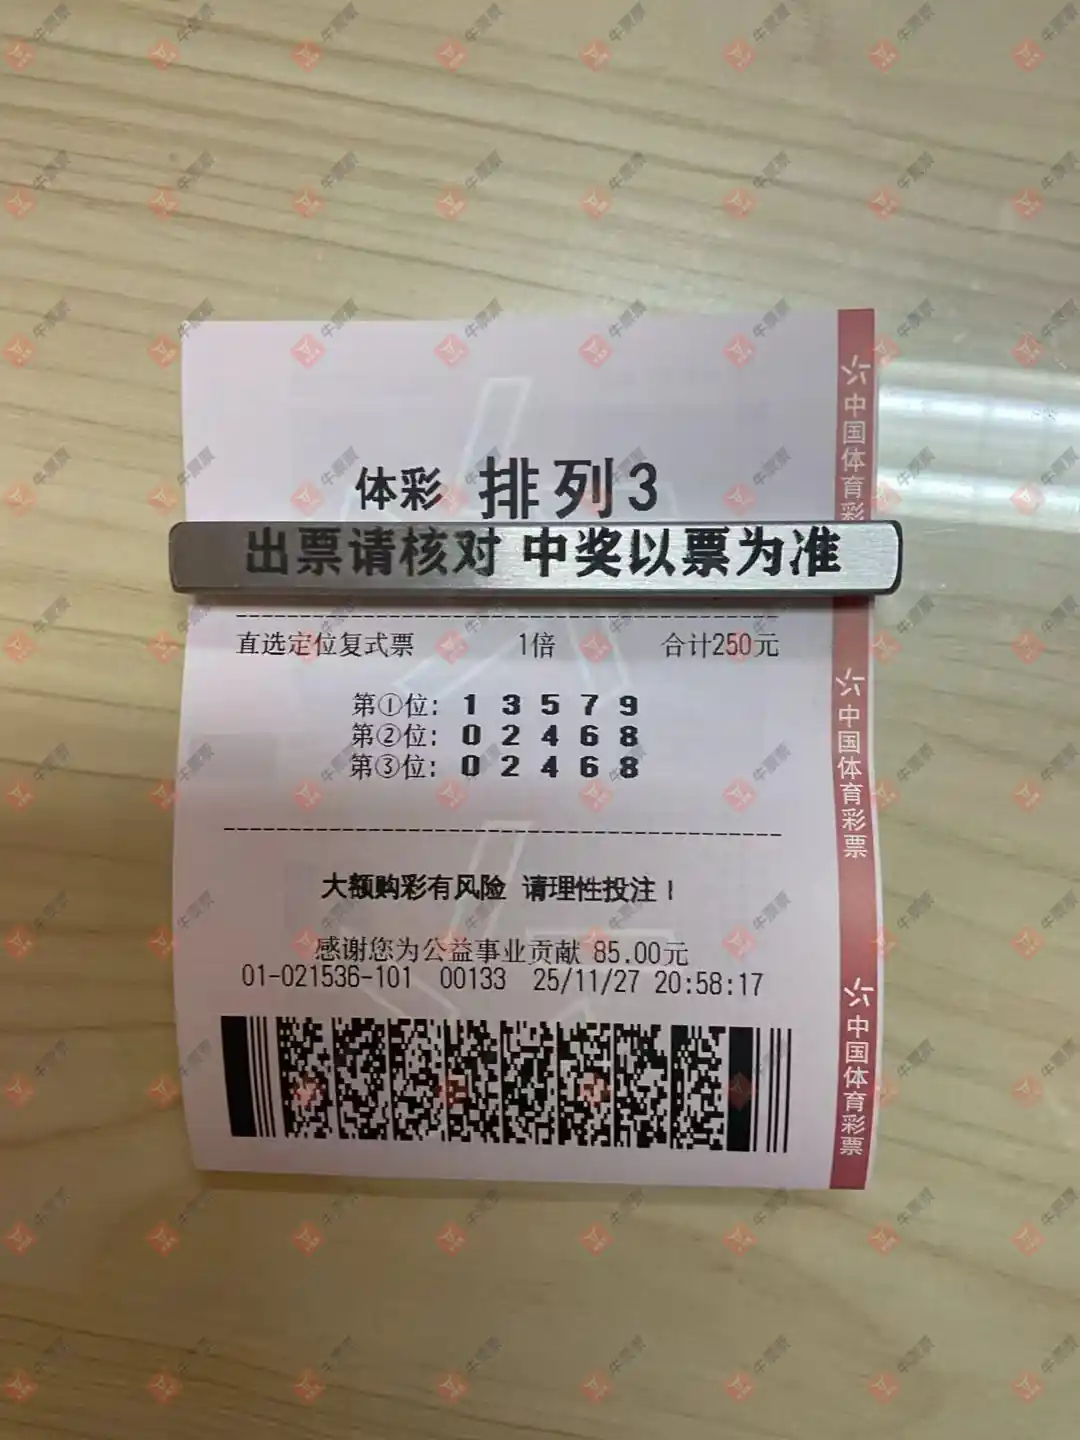 体彩 排列3
出票请核对 中奖以票为准
直选定位复式票 1倍 合计250元
第①位: 1 3 5 7 9
第②位: 0 2 4 6 8
第③位: 0 2 4 6 8
大额购彩有风险 请理性投注!
感谢您为公益事业贡献 85.00元
01-021536-101 00133 25/11/27 20:58:17
中国体育彩
中国体育彩票
中国体育彩票
牛票票